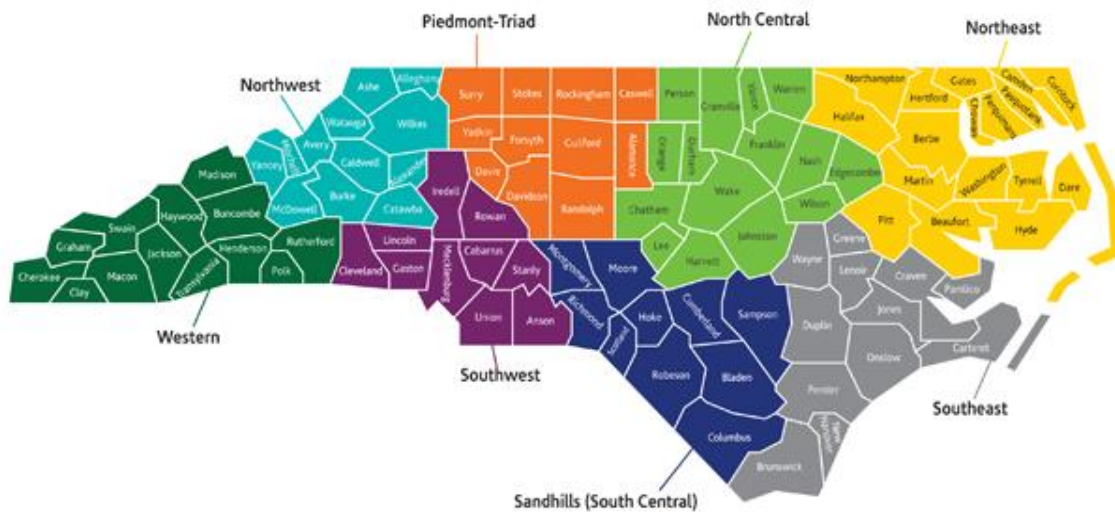 Piedmont-Triad
North Central
Northeast
Northwest
Western
Southwest
Sandhills (South Central)
Southeast
Ashe
Alleghany
Watauga
Wilkes
Avery
Mitchell
Yancey
Caldwell
Alexander
McDowell
Burke
Catawba
Surry
Stokes
Rockingham
Caswell
Yadkin
Forsyth
Guilford
Alamance
Davie
Davidson
Randolph
Person
Granville
Vance
Warren
Orange
Durham
Franklin
Nash
Edgecombe
Wake
Wilson
Chatham
Lee
Harnett
Johnston
Northampton
Gates
Camden
Currituck
Hertford
Pasquotank
Perquimans
Chowan
Halifax
Bertie
Martin
Washington
Tyrrell
Dare
Pitt
Beaufort
Hyde
Madison
Haywood
Buncombe
Swain
Graham
Jackson
Henderson
Rutherford
Cherokee
Macon
Clay
Transylvania
Polk
Iredell
Rowan
Lincoln
Cleveland
Gaston
Mecklenburg
Cabarrus
Stanly
Union
Anson
Montgomery
Moore
Richmond
Scotland
Hoke
Cumberland
Sampson
Robeson
Bladen
Columbus
Wayne
Greene
Lenoir
Craven
Pamlico
Jones
Duplin
Onslow
Carteret
Pender
New Hanover
Brunswick